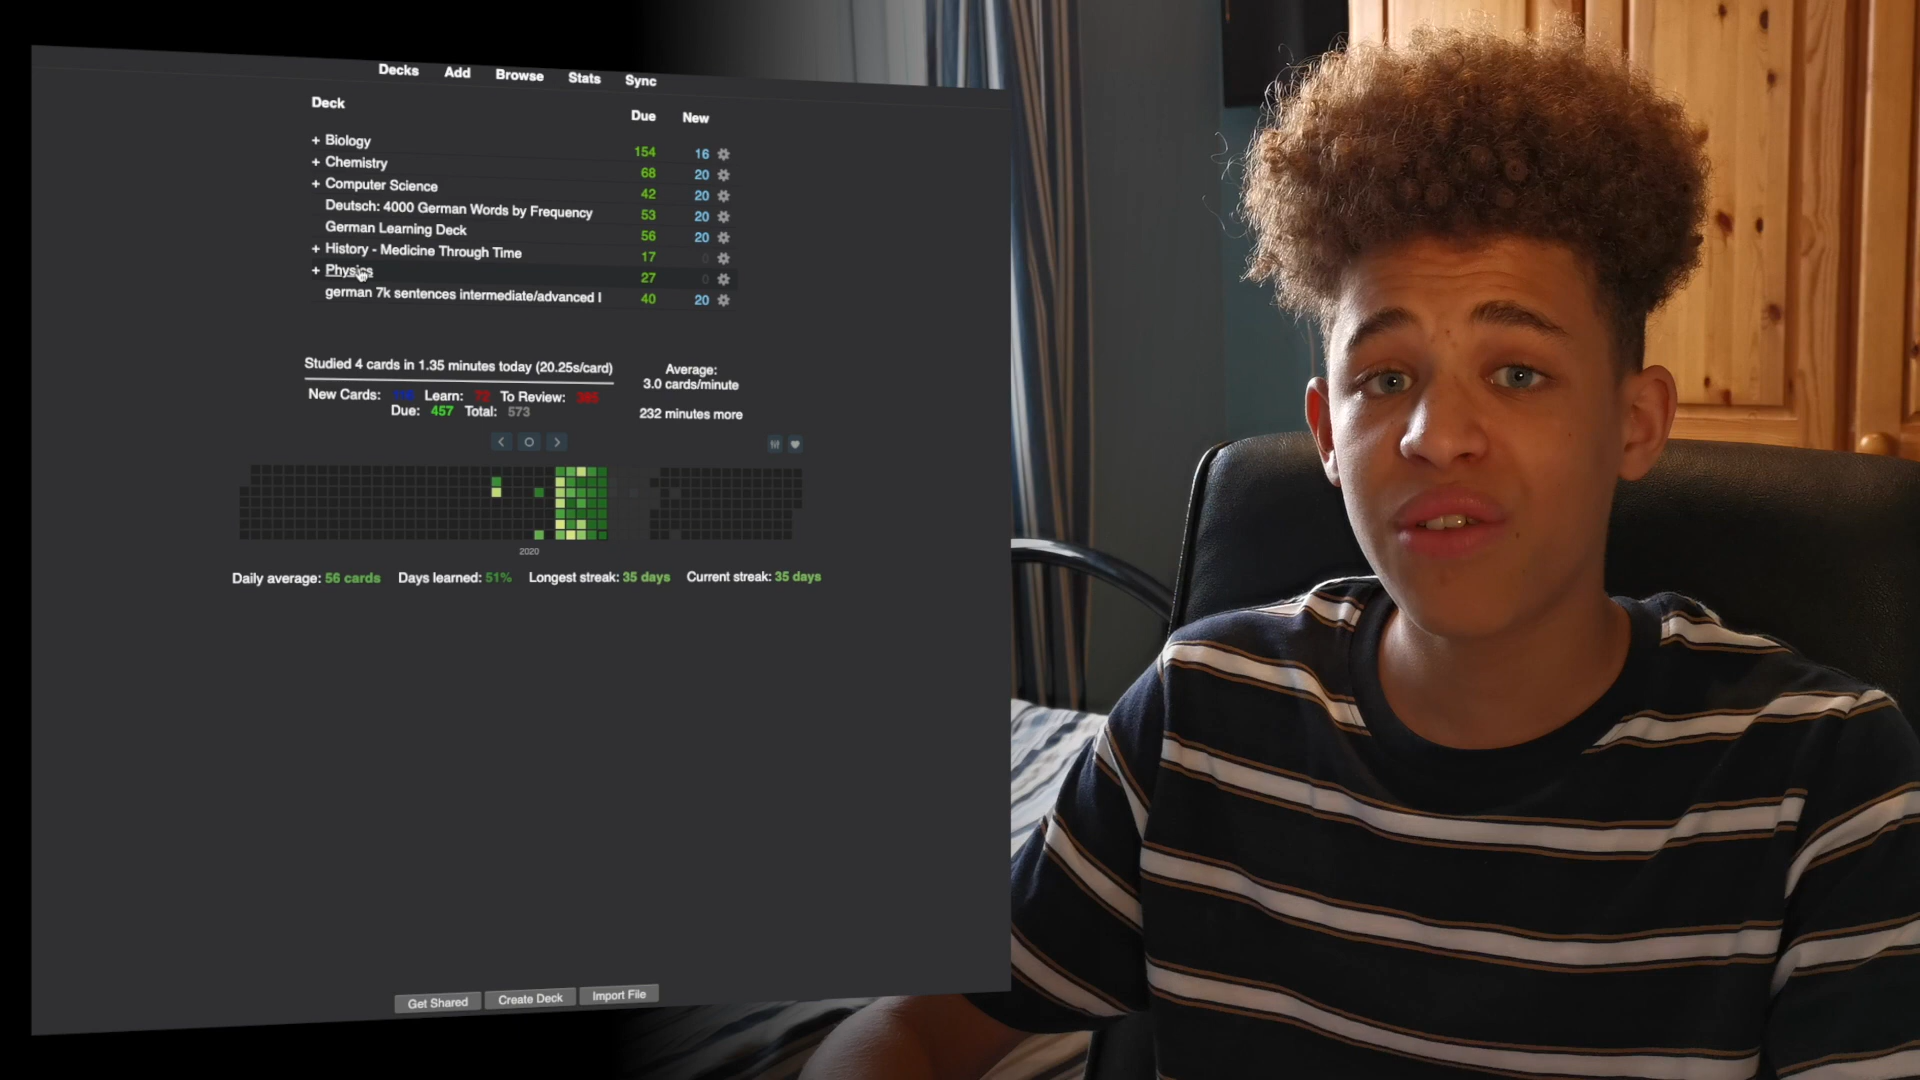 Decks Add Browse Stats Sync
Deck Due New
+ Biology 154 16
+ Chemistry 68 20
+ Computer Science 42 20
Deutsch: 4000 German Words by Frequency 53 20
German Learning Deck 56 20
+ History - Medicine Through Time 17 0
+ Physics 27 0
german 7k sentences intermediate/advanced I 40 20
Studied 4 cards in 1.35 minutes today (20.25s/card)
Average:
3.0 cards/minute
New Cards: Learn: 72 To Review: 385
Due: 457 Total: 573
232 minutes more
2020
Daily average: 56 cards Days learned: 51% Longest streak: 35 days Current streak: 35 days
Get Shared Create Deck Import File